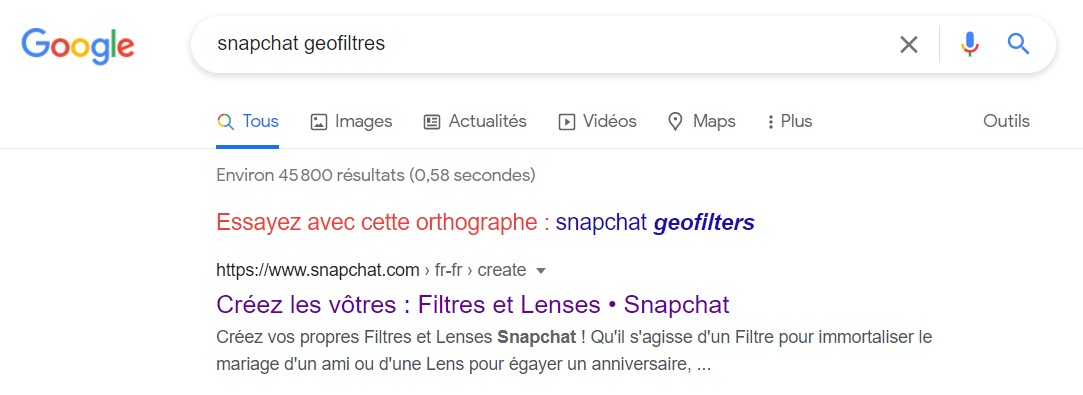 Google
snapchat geofiltres
Tous Images Actualités Vidéos Maps Plus Outils
Environ 45 800 résultats (0,58 secondes)
Essayez avec cette orthographe : snapchat geofilters
https://www.snapchat.com › fr-fr › create
Créez les vôtres : Filtres et Lenses • Snapchat
Créez vos propres Filtres et Lenses Snapchat ! Qu'il s'agisse d'un Filtre pour immortaliser le
mariage d'un ami ou d'une Lens pour égayer un anniversaire, ...